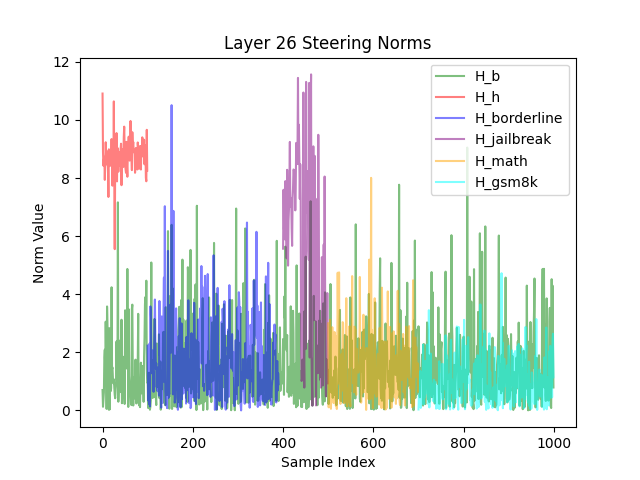 Layer 26 Steering Norms
12
10
8
6
4
2
0
Norm Value
H_b
H_h
H_borderline
H_jailbreak
H_math
H_gsm8k
0
200
400
600
800
1000
Sample Index